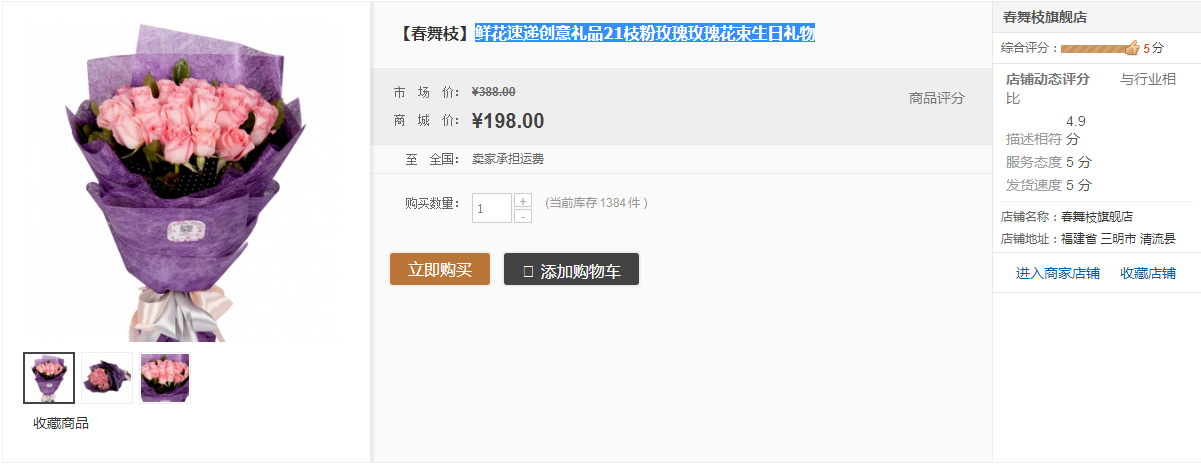 【春舞枝】鲜花速递创意礼品21枝粉玫瑰玫瑰花束生日礼物
市 场 价： ¥388.00
商 城 价： ¥198.00
商品评分
至 全国： 卖家承担运费
购买数量： 1 + - (当前库存 1384 件 )
立即购买 添加购物车
收藏商品
春舞枝旗舰店
综合评分： 5 分
店铺动态评分 与行业相
比
4.9
描述相符 分
服务态度 5 分
发货速度 5 分
店铺名称：春舞枝旗舰店
店铺地址：福建省 三明市 清流县
进入商家店铺 收藏店铺